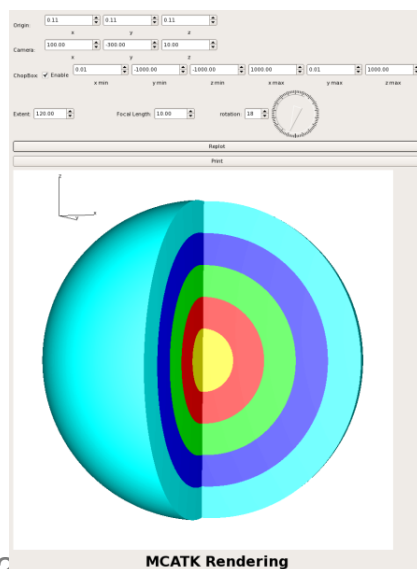 Origin: 0.11 0.11 0.11
x y z
Camera: 100.00 -300.00 10.00
x y z
ChopBox: Enable 0.01 -1000.00 -1000.00 1000.00 0.01 1000.00
x min y min z min x max y max z max
Extent: 120.00 Focal Length: 10.00 rotation: 18
Replot
Print
z
x
y
MCATK Rendering